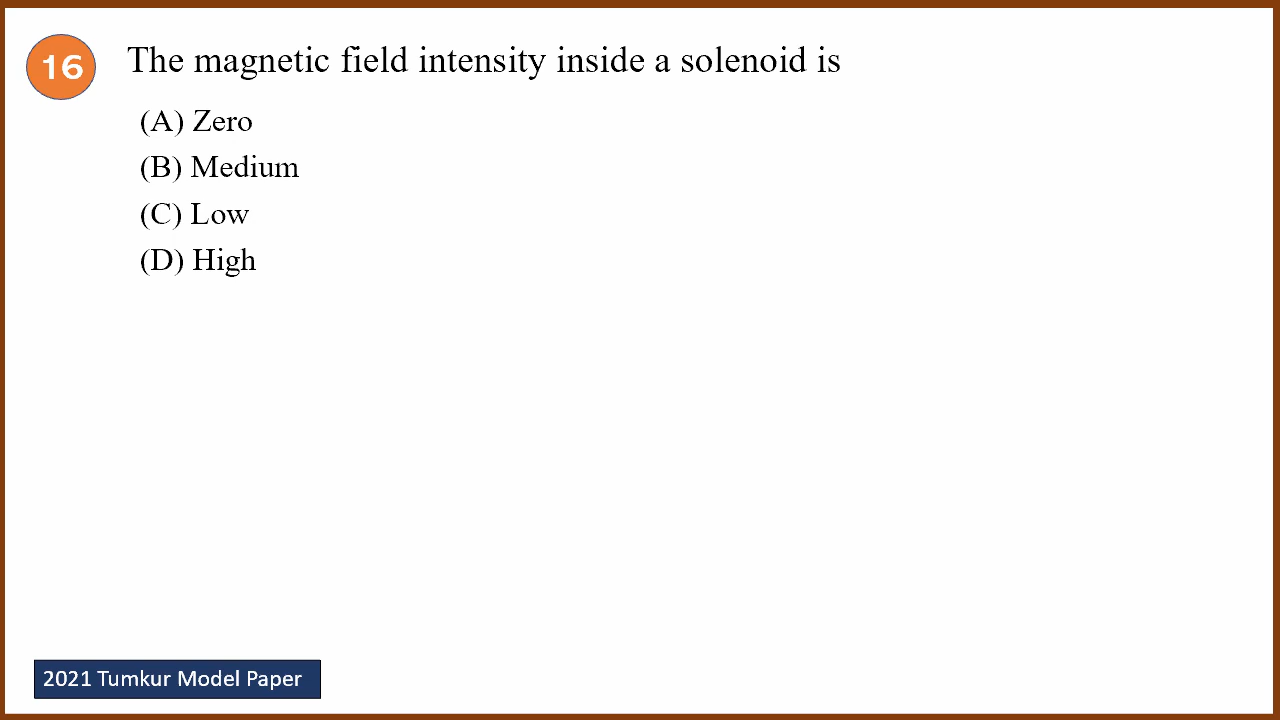 16 The magnetic field intensity inside a solenoid is
(A) Zero
(B) Medium
(C) Low
(D) High
2021 Tumkur Model Paper